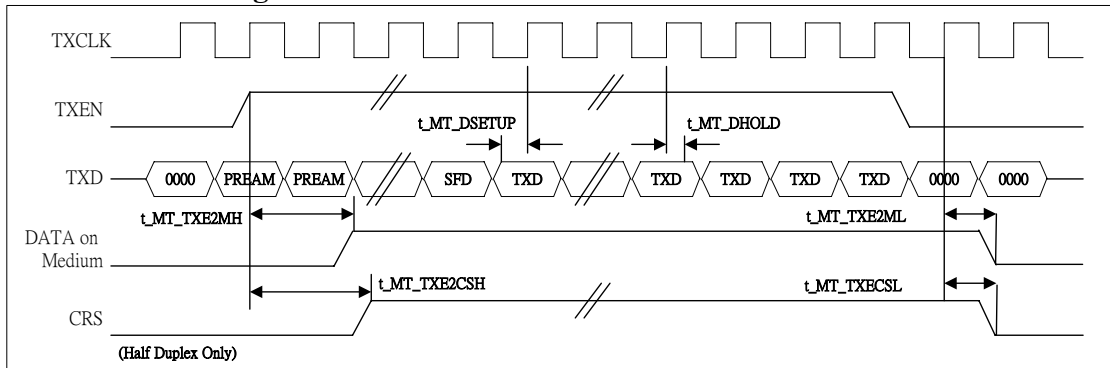 TXCLK
TXEN
t_MT_DSETUP
t_MT_DHOLD
TXD
0000 PREAM PREAM SFD TXD TXD TXD TXD TXD 0000 0000
t_MT_TXE2MH
t_MT_TXE2ML
DATA on
Medium
t_MT_TXE2CSH
t_MT_TXECSL
CRS
(Half Duplex Only)